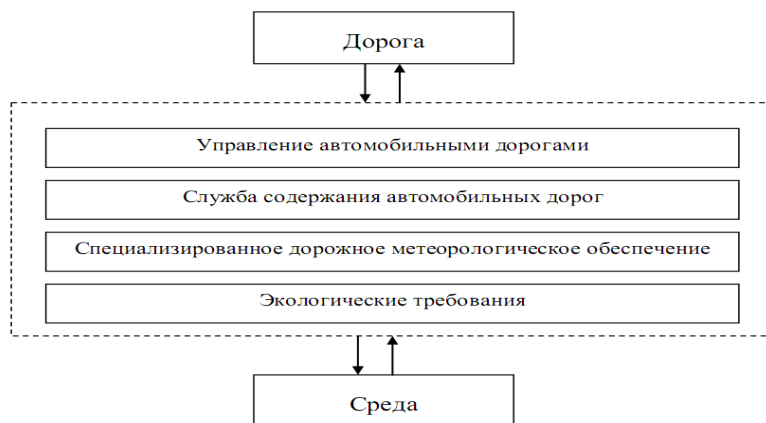 Дорога
Управление автомобильными дорогами
Служба содержания автомобильных дорог
Специализированное дорожное метеорологическое обеспечение
Экологические требования
Среда